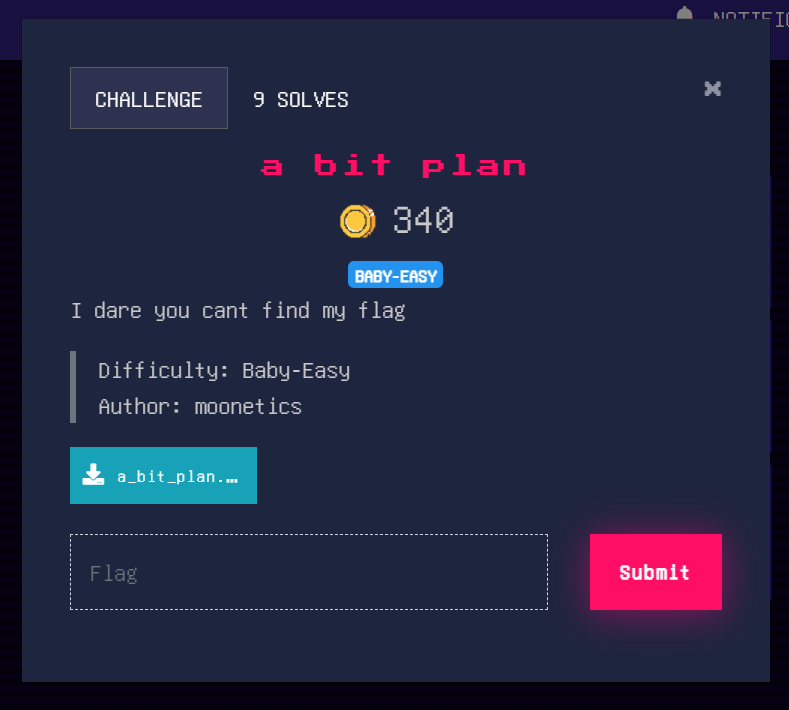 CHALLENGE
9 SOLVES
a bit plan
340
BABY-EASY
I dare you cant find my flag
Difficulty: Baby-Easy
Author: moonetics
a_bit_plan.…
Flag
Submit